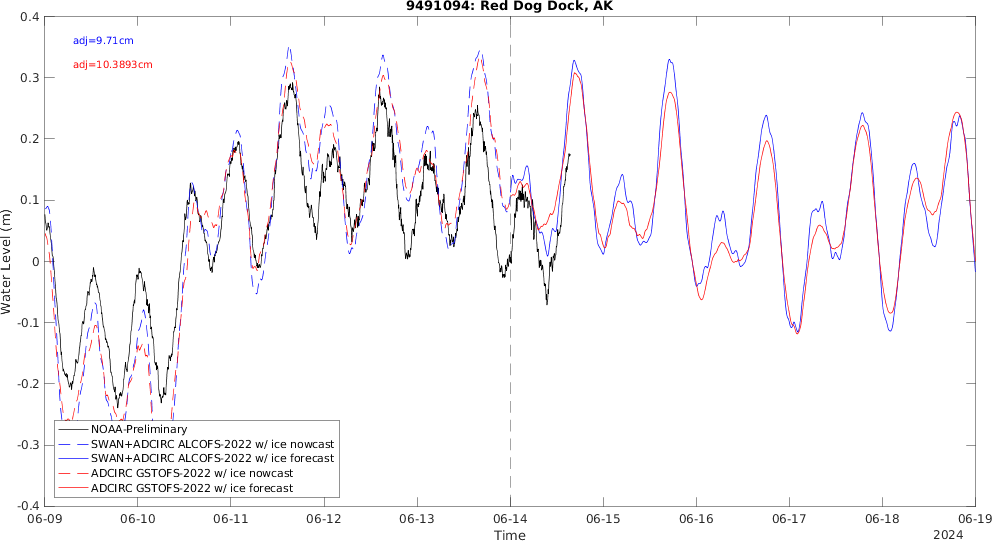 9491094: Red Dog Dock, AK
adj=9.71cm
adj=10.3893cm
Water Level (m)
0.4
0.3
0.2
0.1
0
-0.1
-0.2
-0.3
-0.4
NOAA-Preliminary
SWAN+ADCIRC ALCOFS-2022 w/ ice nowcast
SWAN+ADCIRC ALCOFS-2022 w/ ice forecast
ADCIRC GSTOFS-2022 w/ ice nowcast
ADCIRC GSTOFS-2022 w/ ice forecast
06-09 06-10 06-11 06-12 06-13 06-14 06-15 06-16 06-17 06-18 06-19
Time
2024